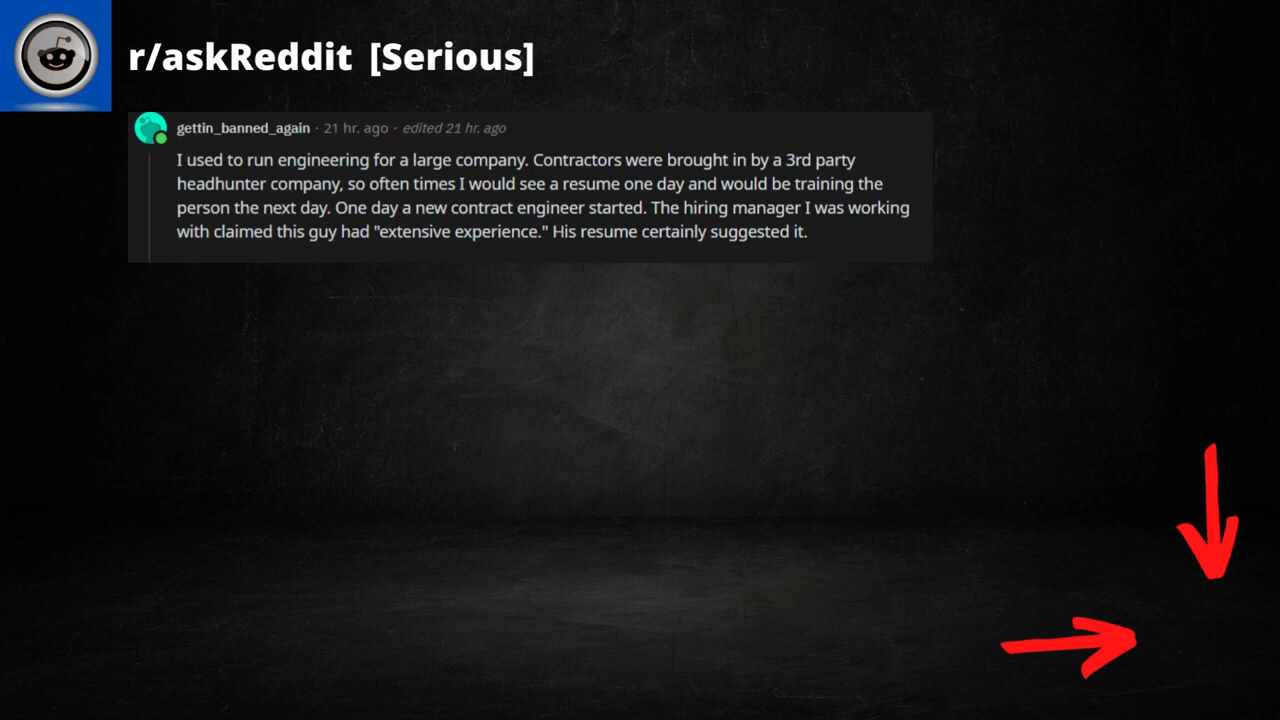 r/askReddit [Serious]
gettin_banned_again · 21 hr. ago · edited 21 hr. ago
I used to run engineering for a large company. Contractors were brought in by a 3rd party
headhunter company, so often times I would see a resume one day and would be training the
person the next day. One day a new contract engineer started. The hiring manager I was working
with claimed this guy had "extensive experience." His resume certainly suggested it.